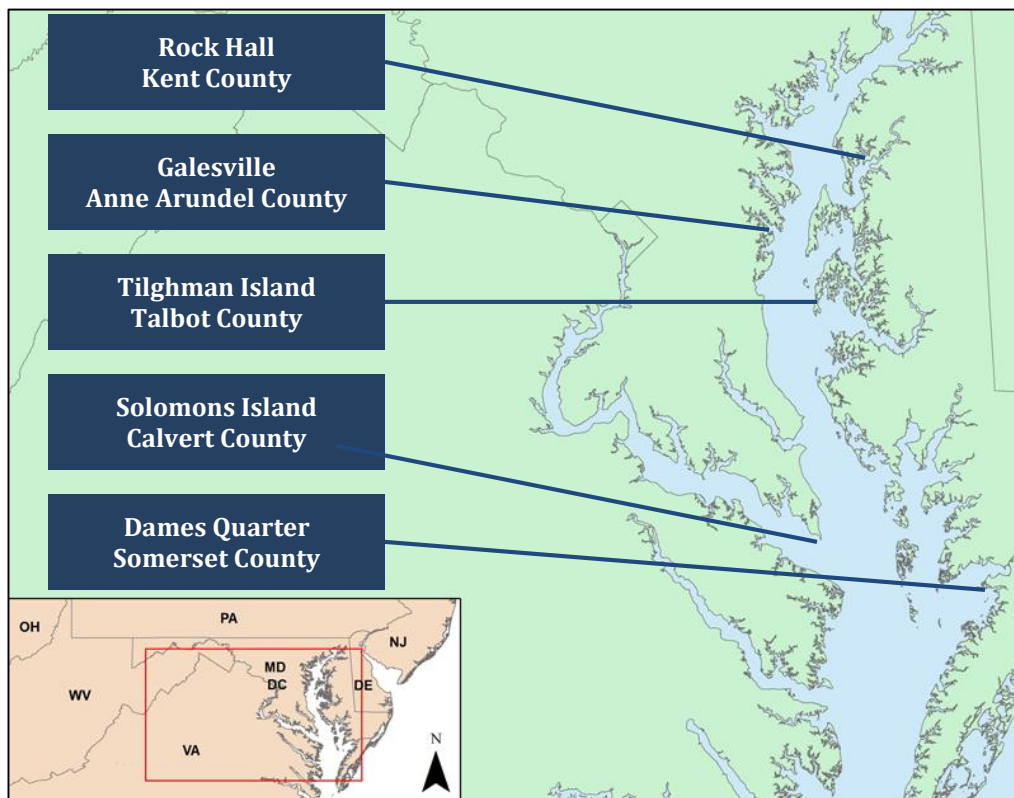 Rock Hall
Kent County
Galesville
Anne Arundel County
Tilghman Island
Talbot County
Solomons Island
Calvert County
Dames Quarter
Somerset County
OH
PA
NJ
MD
DC
DE
WV
VA
N